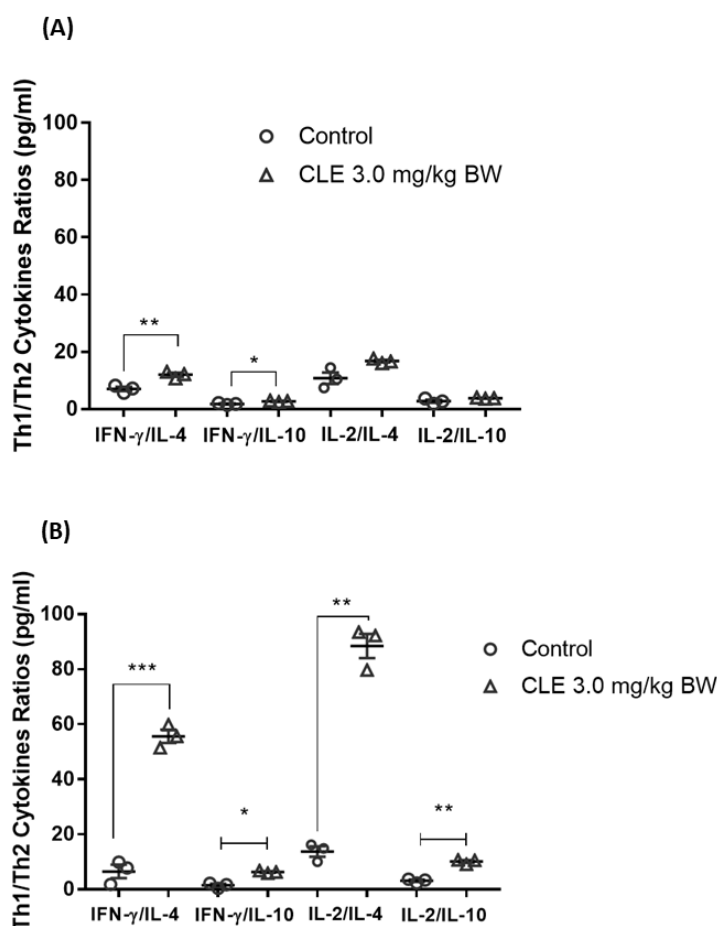 (A)
Th1/Th2 Cytokines Ratios (pg/ml)
100
80
60
40
20
0
Control
CLE 3.0 mg/kg BW
**
*
IFN-γ/IL-4
IFN-γ/IL-10
IL-2/IL-4
IL-2/IL-10
(B)
Th1/Th2 Cytokines Ratios (pg/ml)
100
80
60
40
20
0
Control
CLE 3.0 mg/kg BW
***
*
**
**
IFN-γ/IL-4
IFN-γ/IL-10
IL-2/IL-4
IL-2/IL-10